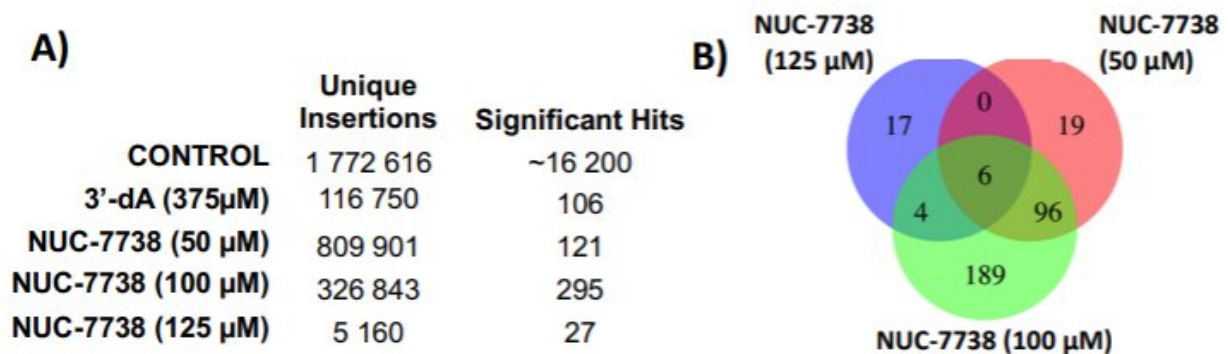 A)
Unique
Insertions
Significant Hits
CONTROL 1 772 616 ~16 200
3’-dA (375µM) 116 750 106
NUC-7738 (50 µM) 809 901 121
NUC-7738 (100 µM) 326 843 295
NUC-7738 (125 µM) 5 160 27
B)
NUC-7738
(125 µM)
NUC-7738
(50 µM)
0
17
19
6
4
96
189
NUC-7738 (100 µM)